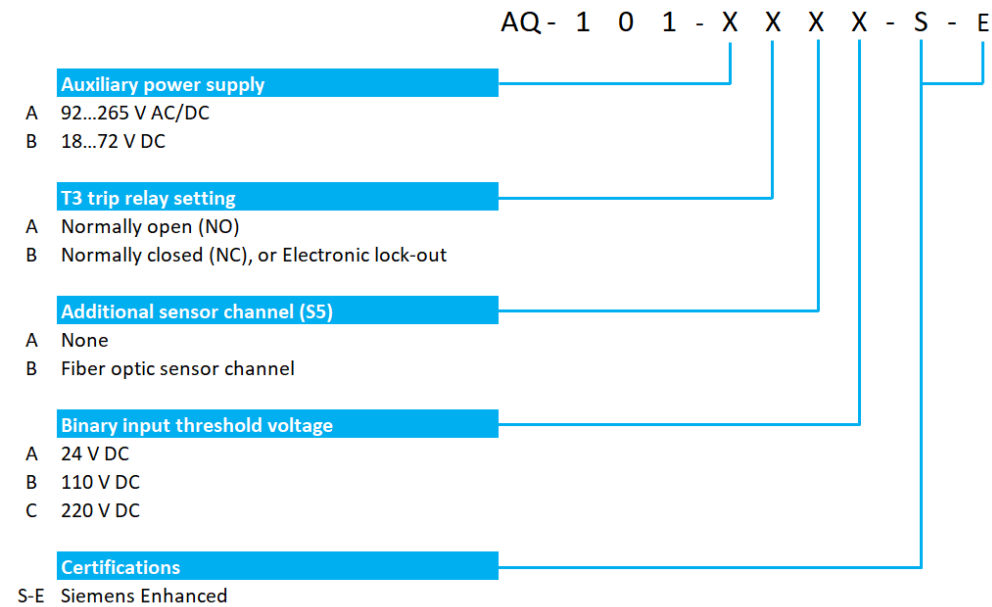 AQ - 1 0 1 - X X X X - S - E
Auxiliary power supply
A 92...265 V AC/DC
B 18...72 V DC
T3 trip relay setting
A Normally open (NO)
B Normally closed (NC), or Electronic lock-out
Additional sensor channel (S5)
A None
B Fiber optic sensor channel
Binary input threshold voltage
A 24 V DC
B 110 V DC
C 220 V DC
Certifications
S-E Siemens Enhanced